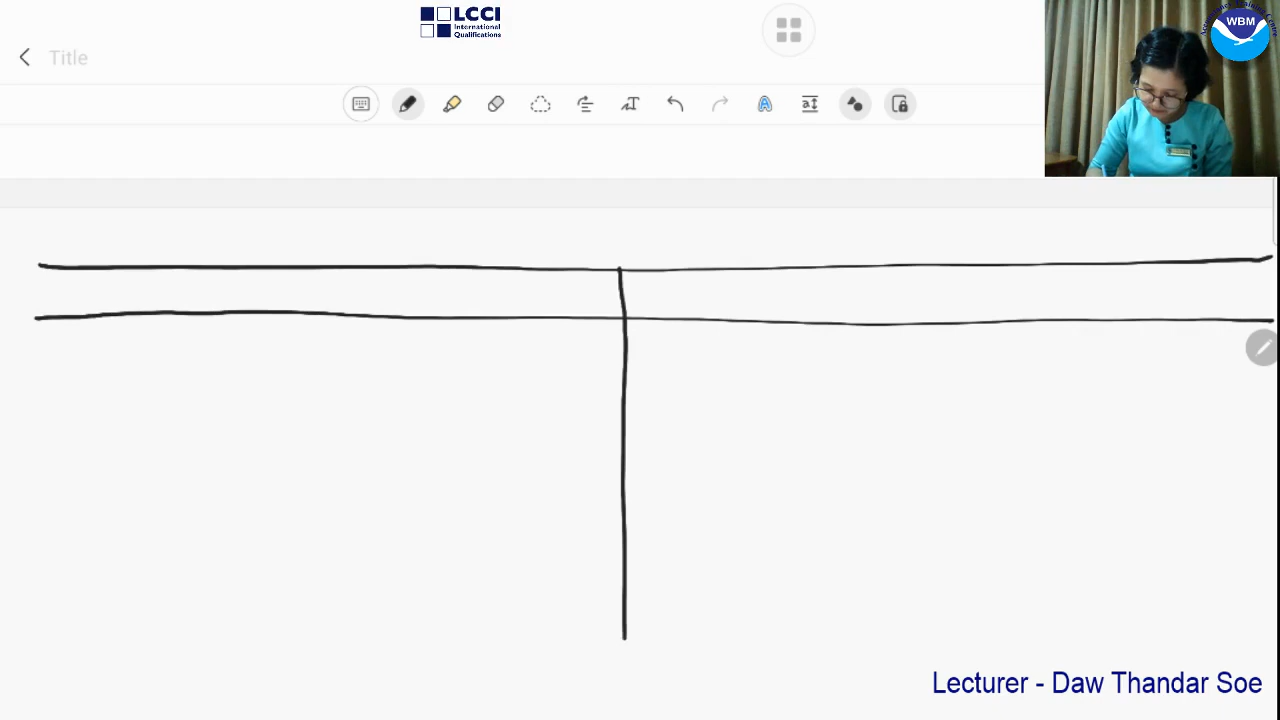 LCCI
International
Qualifications
Title
WBM
Lecturer - Daw Thandar Soe